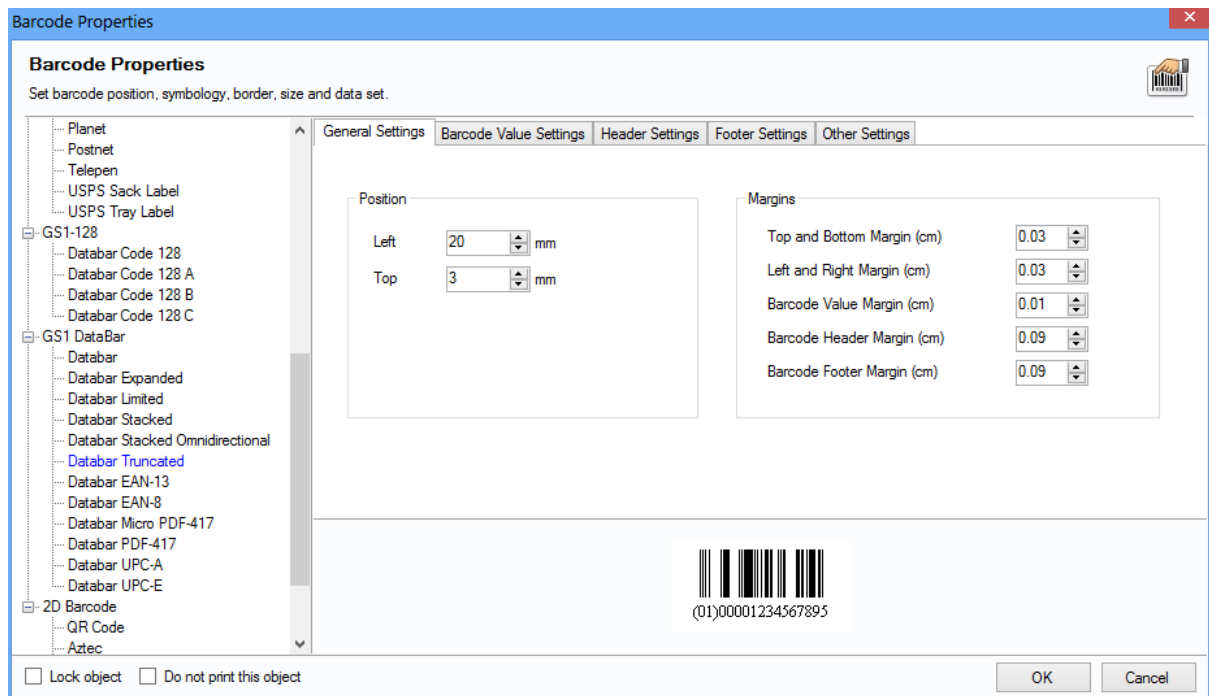 Barcode Properties
Barcode Properties
Set barcode position, symbology, border, size and data set.
Planet
Postnet
Telepen
USPS Sack Label
USPS Tray Label
GS1-128
Databar Code 128
Databar Code 128 A
Databar Code 128 B
Databar Code 128 C
GS1 DataBar
Databar
Databar Expanded
Databar Limited
Databar Stacked
Databar Stacked Omnidirectional
Databar Truncated
Databar EAN-13
Databar EAN-8
Databar Micro PDF-417
Databar PDF-417
Databar UPC-A
Databar UPC-E
2D Barcode
QR Code
Aztec
General Settings Barcode Value Settings Header Settings Footer Settings Other Settings
Position
Left 20 mm
Top 3 mm
Margins
Top and Bottom Margin (cm) 0.03
Left and Right Margin (cm) 0.03
Barcode Value Margin (cm) 0.01
Barcode Header Margin (cm) 0.09
Barcode Footer Margin (cm) 0.09
(01)00001234567895
Lock object Do not print this object
OK Cancel